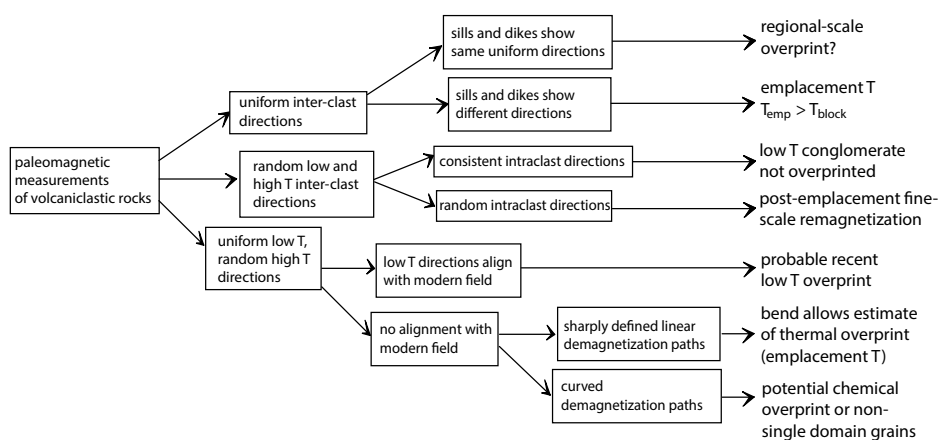 paleomagnetic
measurements
of volcaniclastic rocks
uniform inter-clast
directions
sills and dikes show
same uniform directions
regional-scale
overprint?
sills and dikes show
different directions
emplacement T
Temp > Tblock
random low and
high T inter-clast
directions
consistent intraclast directions
low T conglomerate
not overprinted
random intraclast directions
post-emplacement fine-
scale remagnetization
uniform low T,
random high T
directions
low T directions align
with modern field
probable recent
low T overprint
no alignment with
modern field
sharply defined linear
demagnetization paths
bend allows estimate
of thermal overprint
(emplacement T)
curved
demagnetization paths
potential chemical
overprint or non-
single domain grains